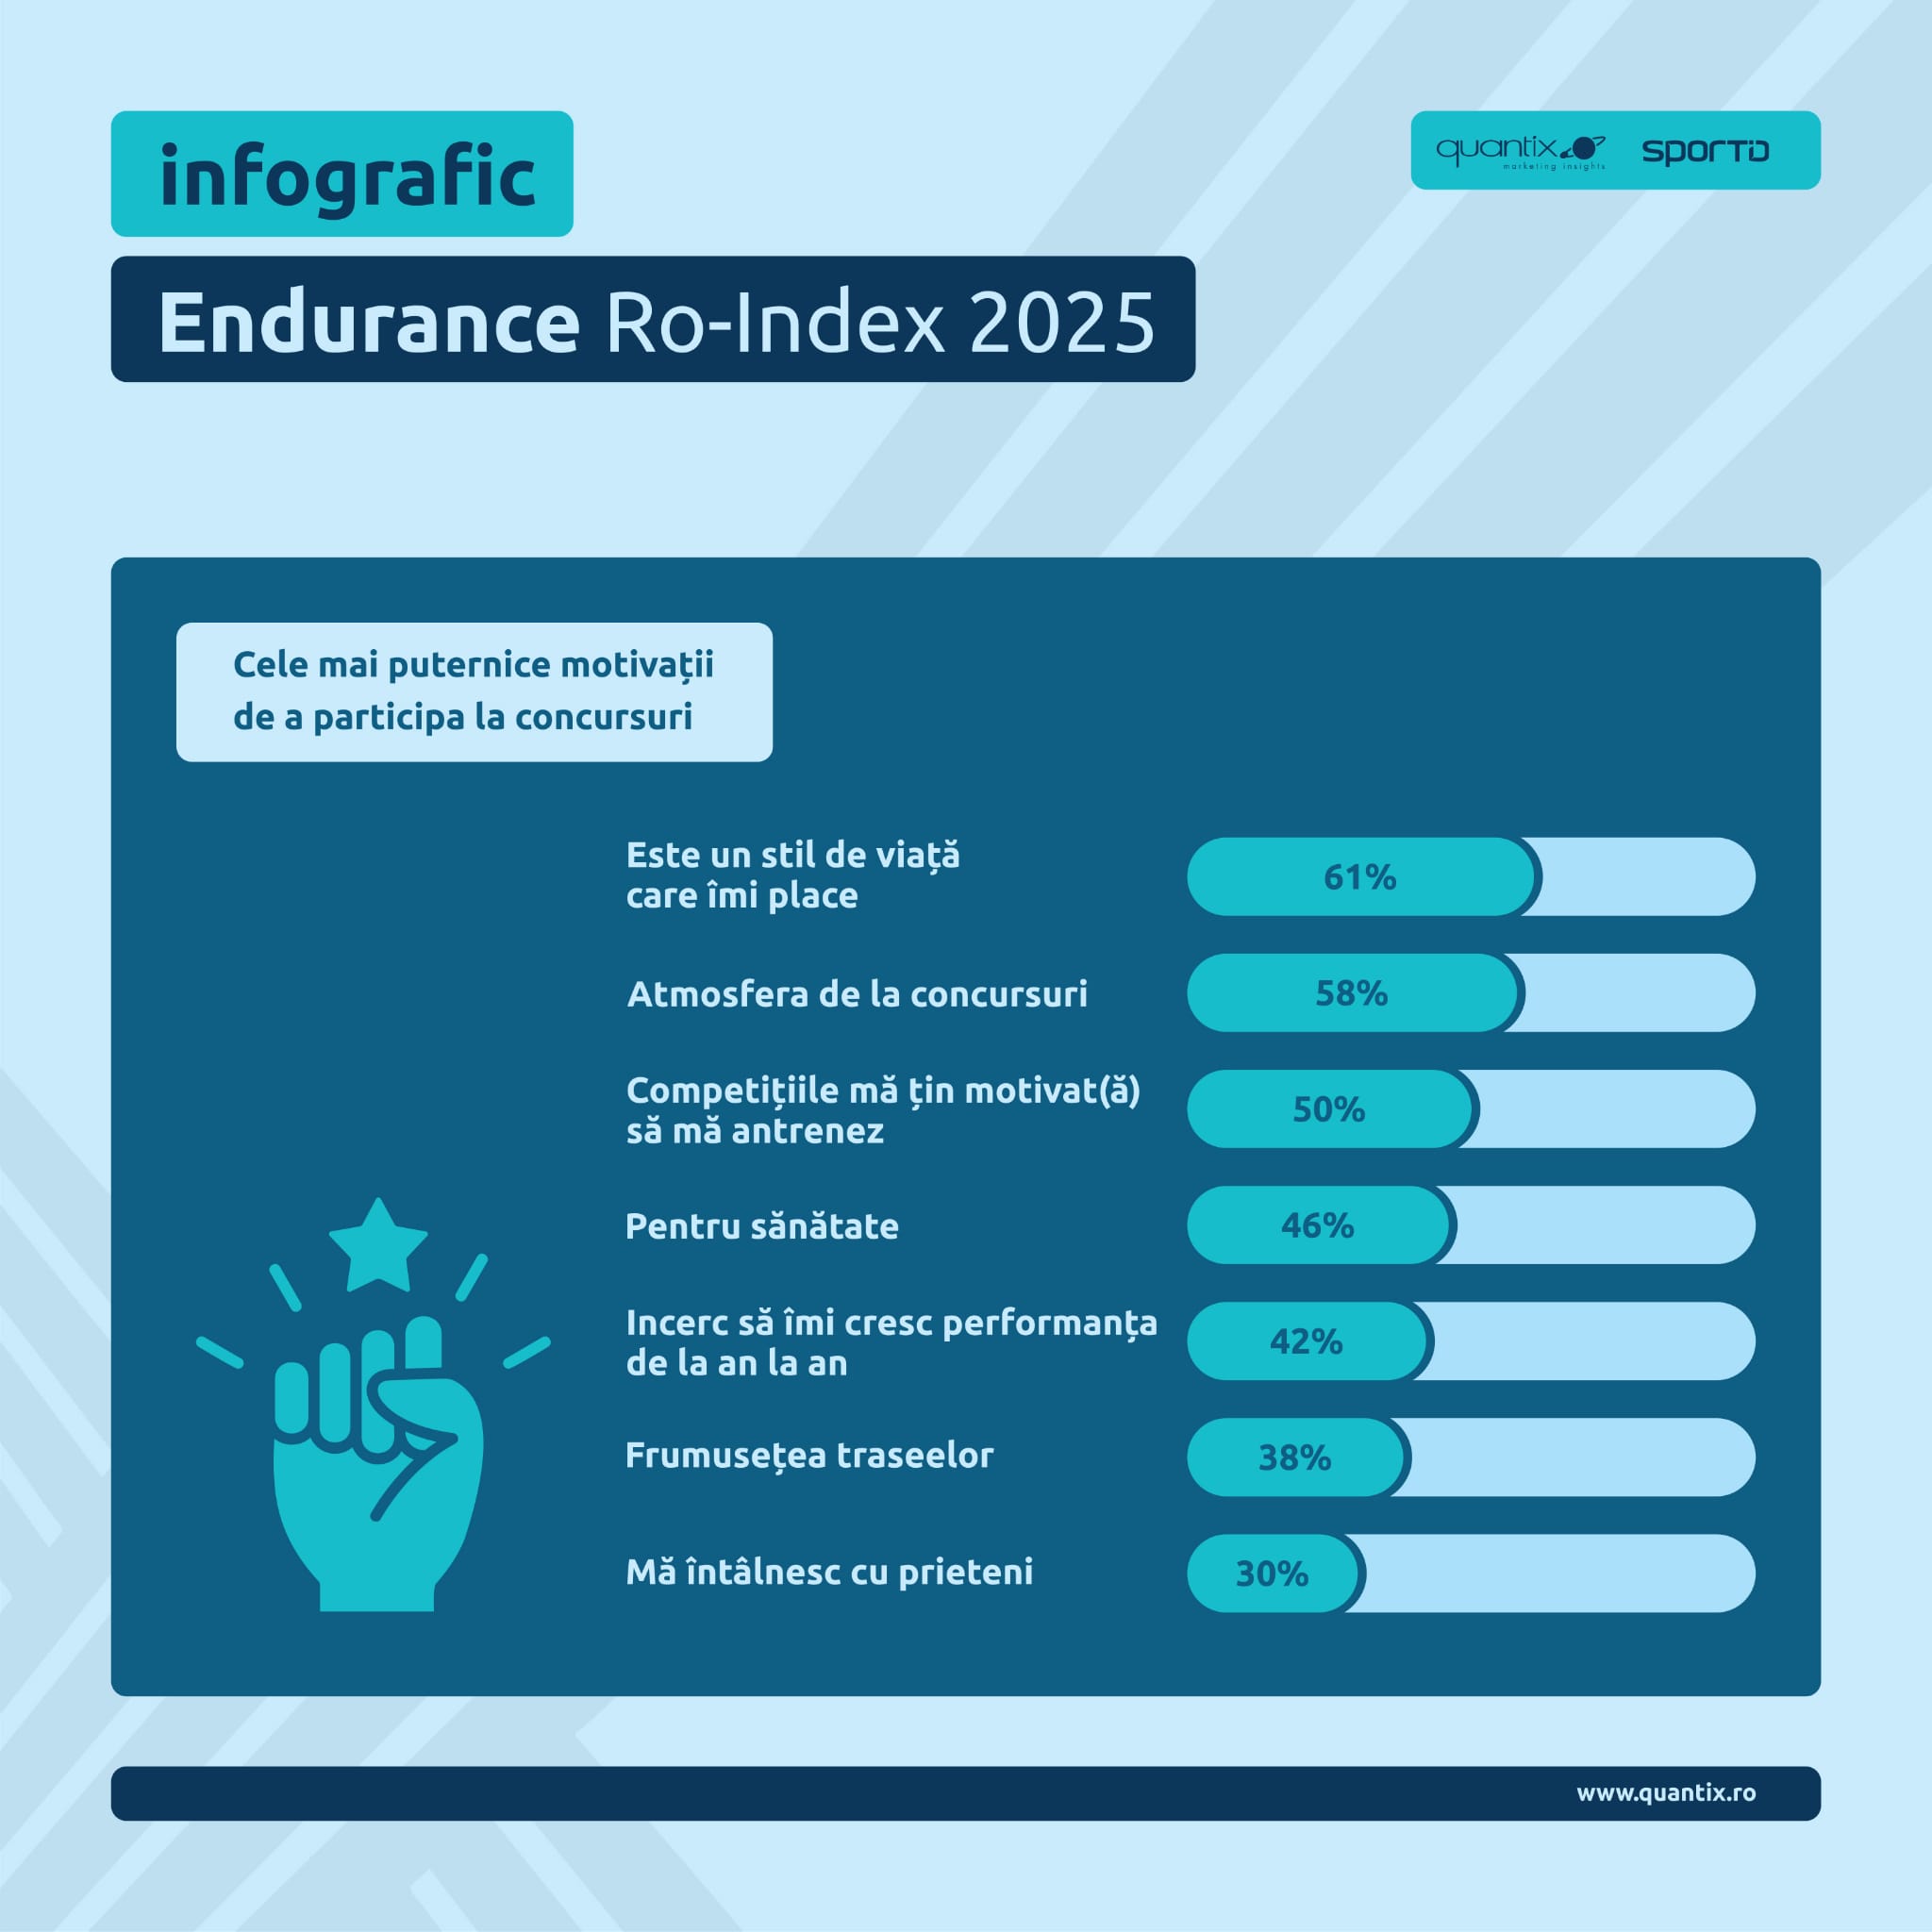 infografic
quantix
marketing insights
sportid
Endurance Ro-Index 2025
Cele mai puternice motivații
de a participa la concursuri
Este un stil de viață
care îmi place
61%
Atmosfera de la concursuri
58%
Competițiile mă țin motivat(ă)
să mă antrenez
50%
Pentru sănătate
46%
Incerc să îmi cresc performanța
de la an la an
42%
Frumusețea traseelor
38%
Mă întâlnesc cu prieteni
30%
www.quantix.ro